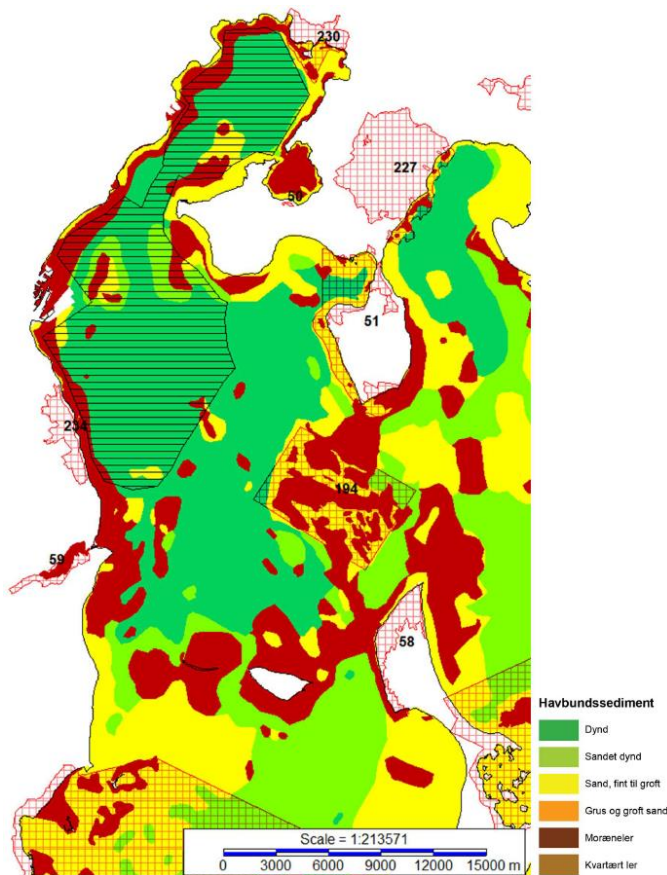 230
227
50
51
234
194
59
58
Havbundssediment
Dynd
Sandet dynd
Sand, fint til groft
Grus og groft sand
Moræneler
Kvartært ler
Scale = 1:213571
0 3000 6000 9000 12000 15000 m